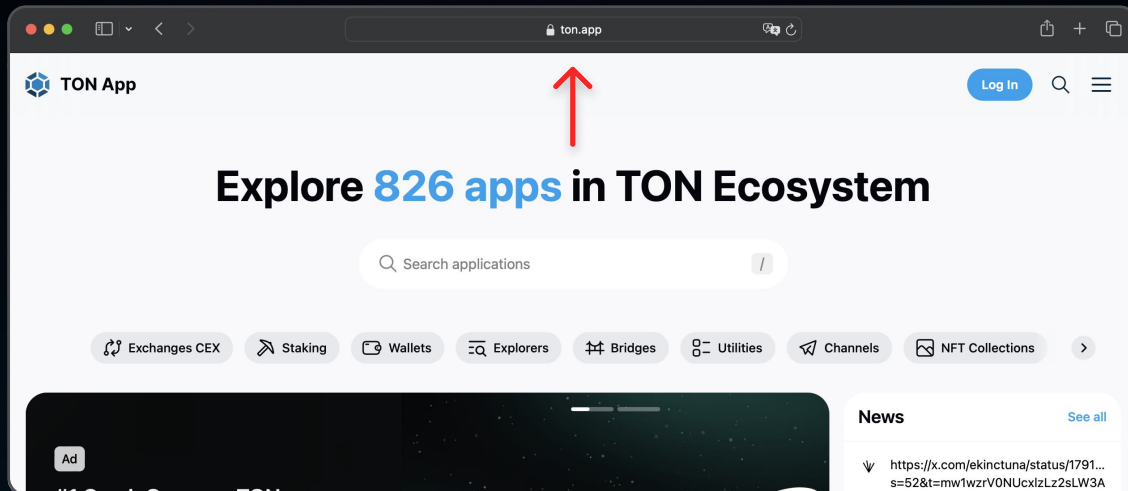 ton.app
TON App
Log In
Explore 826 apps in TON Ecosystem
Search applications
/
Exchanges CEX
Staking
Wallets
Explorers
Bridges
Utilities
Channels
NFT Collections
Ad
News
See all
https://x.com/ekinctuna/status/1791...
s=52&t=mw1wzrV0NUcxIzLz2sLW3A